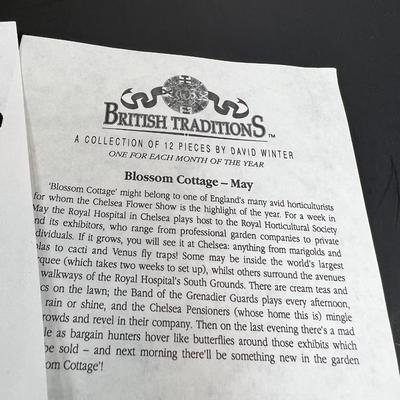 BRITISH TRADITIONS™
A COLLECTION OF 12 PIECES BY DAVID WINTER
ONE FOR EACH MONTH OF THE YEAR
Blossom Cottage – May
'Blossom Cottage' might belong to one of England's many avid horticulturists
for whom the Chelsea Flower Show is the highlight of the year. For a week in
May the Royal Hospital in Chelsea plays host to the Royal Horticultural Society
and its exhibitors, who range from professional garden companies to private
dividuals. If it grows, you will see it at Chelsea: anything from marigolds and
olas to cacti and Venus fly traps! Some may be inside the world's largest
rquee (which takes two weeks to set up), whilst others surround the avenues
walkways of the Royal Hospital's South Grounds. There are cream teas and
cs on the lawn; the Band of the Grenadier Guards plays every afternoon,
rain or shine, and the Chelsea Pensioners (whose home this is) mingle
rowds and revel in their company. Then on the last evening there's a mad
le as bargain hunters hover like butterflies around those exhibits which
be sold – and next morning there'll be something new in the garden
som Cottage'!